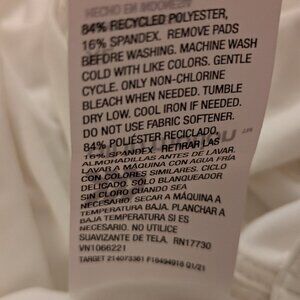 84% RECYCLED POLYESTER,
16% SPANDEX. REMOVE PADS
BEFORE WASHING. MACHINE WASH
COLD WITH LIKE COLORS. GENTLE
CYCLE. ONLY NON-CHLORINE
BLEACH WHEN NEEDED. TUMBLE
DRY LOW. COOL IRON IF NEEDED.
DO NOT USE FABRIC SOFTENER.
84% POLIÉSTER RECICLADO,
16% SPANDEX. RETIRAR LAS
ALMOHADILLAS ANTES DE LAVAR.
LAVAR A MÁQUINA CON AGUA FRÍA
CON COLORES SIMILARES. CICLO
DELICADO. SÓLO BLANQUEADOR
SIN CLORO CUANDO SEA
NECESARIO. SECAR A MÁQUINA A
TEMPERATURA BAJA. PLANCHAR A
BAJA TEMPERATURA SI ES
NECESARIO. NO UTILICE
SUAVIZANTE DE TELA. RN17730
VN1066221
TARGET 214073361 F18494918 Q1/21